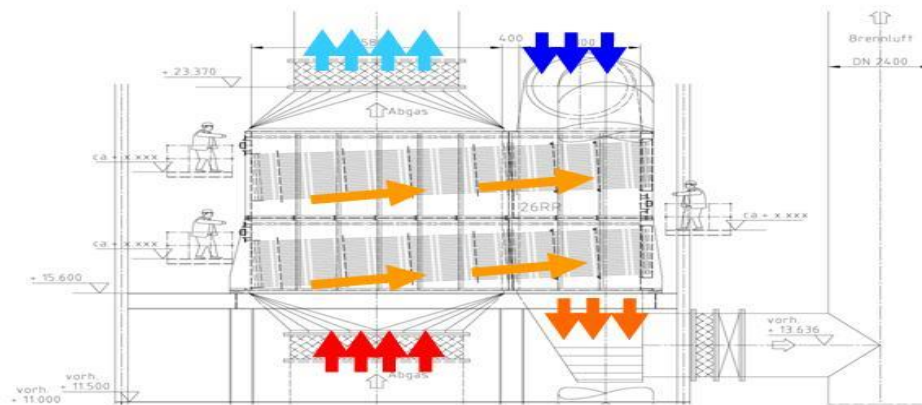 400
Brennluft
DN 2400
+ 23.370
Abgas
ca + x xxx
26RP
ca + x xxx
ca + x xxx
+ 15.600
vorh.
+ 13.636
Abgas
vorh.
+ 11.500
vorh.
+ 11.000